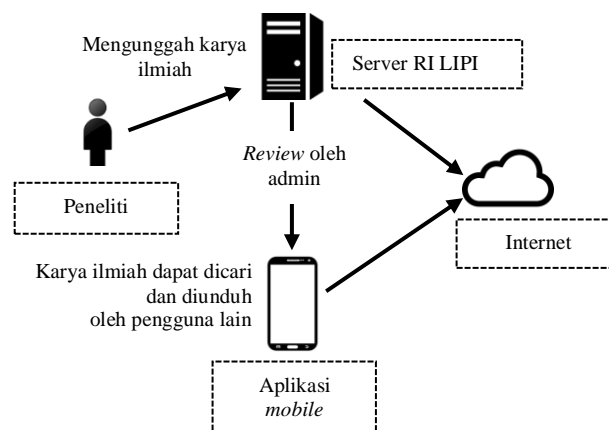 Mengunggah karya
ilmiah
Server RI LIPI
Review oleh
admin
Peneliti
Internet
Karya ilmiah dapat dicari
dan diunduh
oleh pengguna lain
Aplikasi
mobile